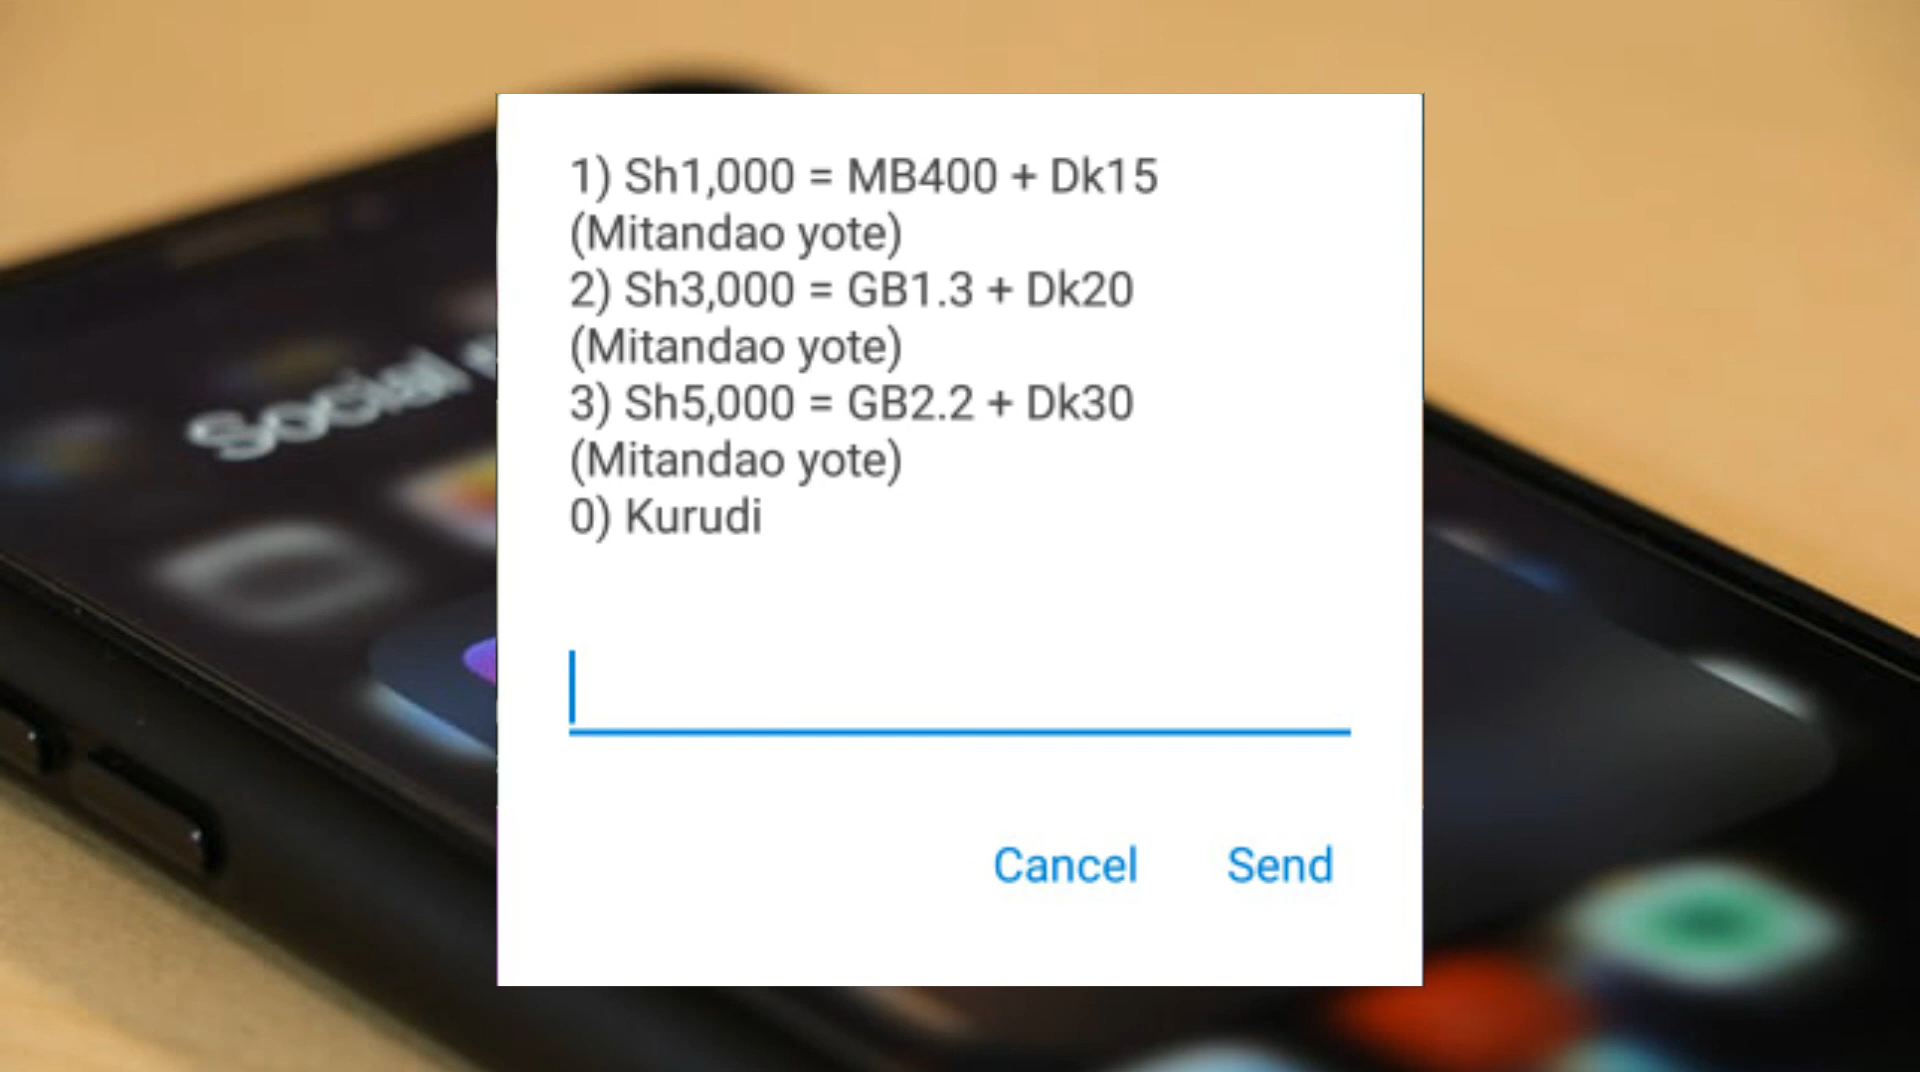 1) Sh1,000 = MB400 + Dk15
(Mitandao yote)
2) Sh3,000 = GB1.3 + Dk20
(Mitandao yote)
3) Sh5,000 = GB2.2 + Dk30
(Mitandao yote)
0) Kurudi
Cancel Send
Social